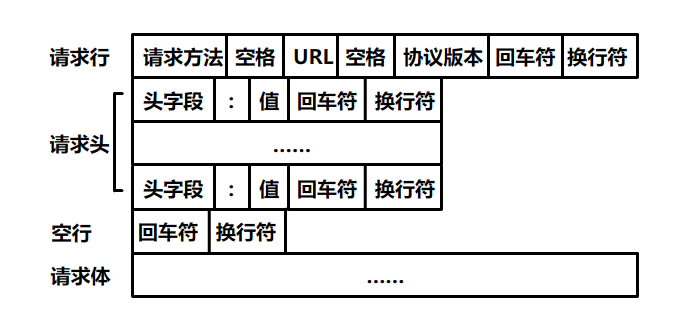 请求行 请求方法 空格 URL 空格 协议版本 回车符 换行符
头字段 : 值 回车符 换行符
请求头 ......
头字段 : 值 回车符 换行符
空行 回车符 换行符
请求体 ......